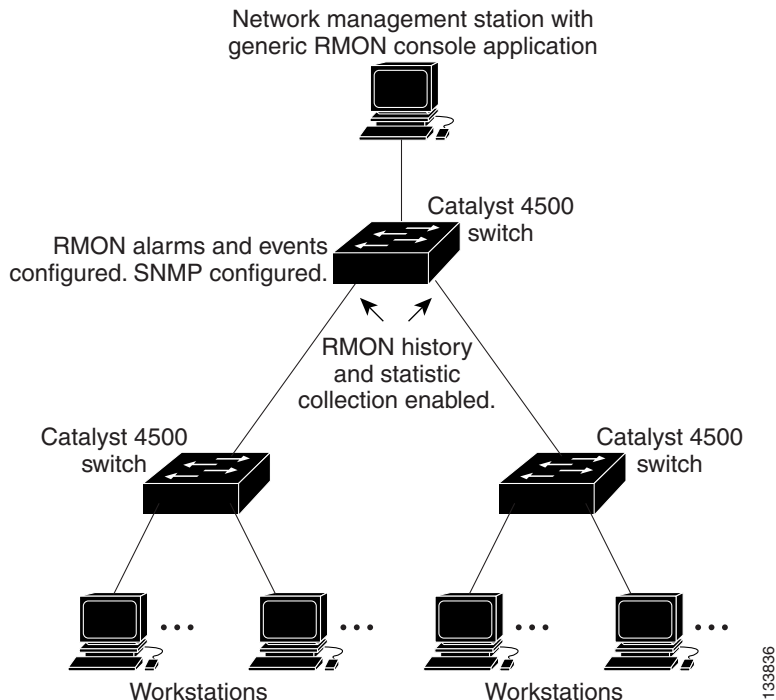 Network management station with
generic RMON console application
Catalyst 4500
switch
RMON alarms and events
configured. SNMP configured.
RMON history
and statistic
collection enabled.
Catalyst 4500
switch
Catalyst 4500
switch
Workstations
Workstations
133836